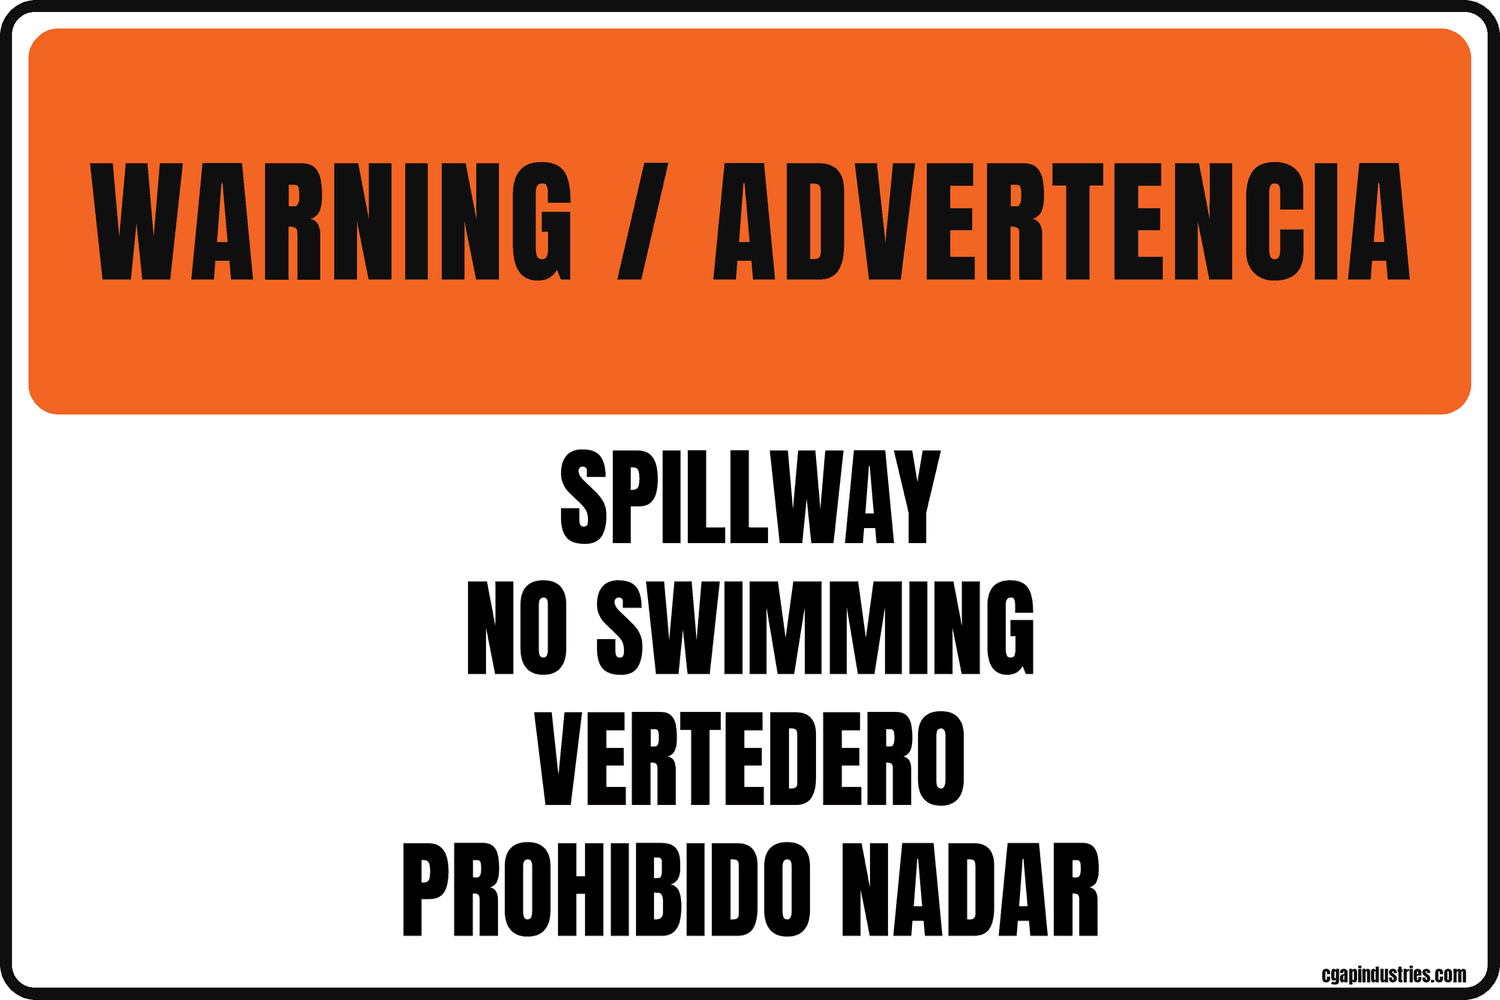 WARNING / ADVERTENCIA
SPILLWAY
NO SWIMMING
VERTEDERO
PROHIBIDO NADAR
cgapindustries.com